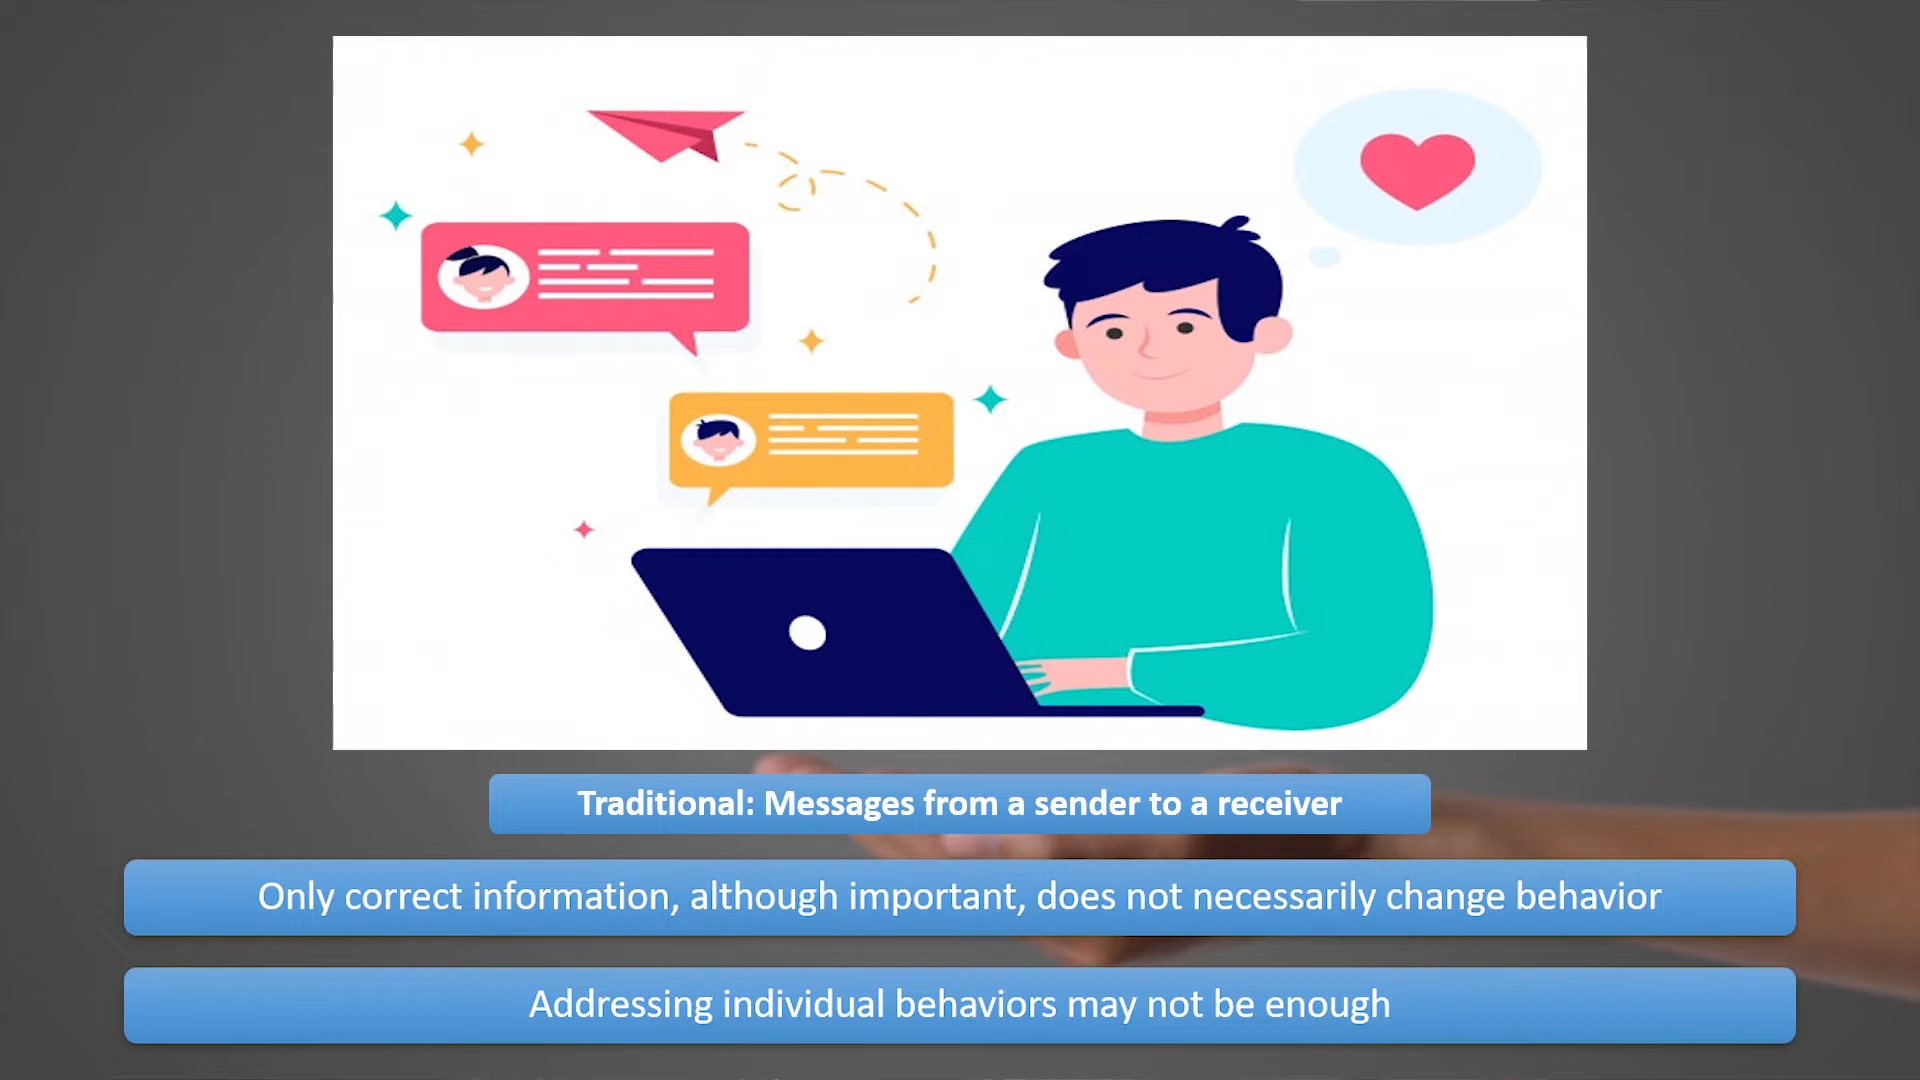 Traditional: Messages from a sender to a receiver
Only correct information, although important, does not necessarily change behavior
Addressing individual behaviors may not be enough